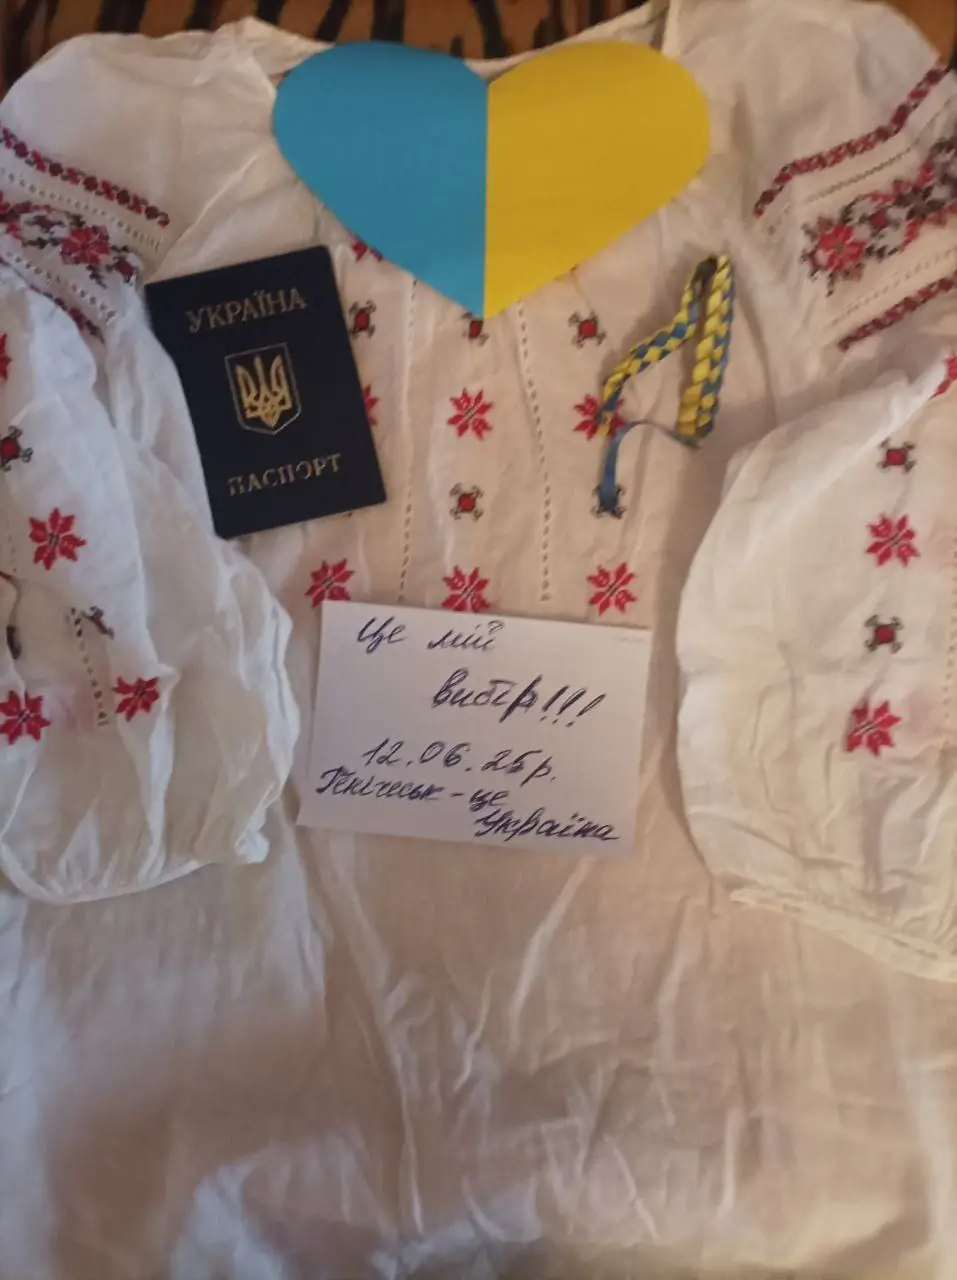 УКРАЇНА
ПАСПОРТ
Це мій
вибір!!!
12.06.25р.
Генічеськ - це
Україна